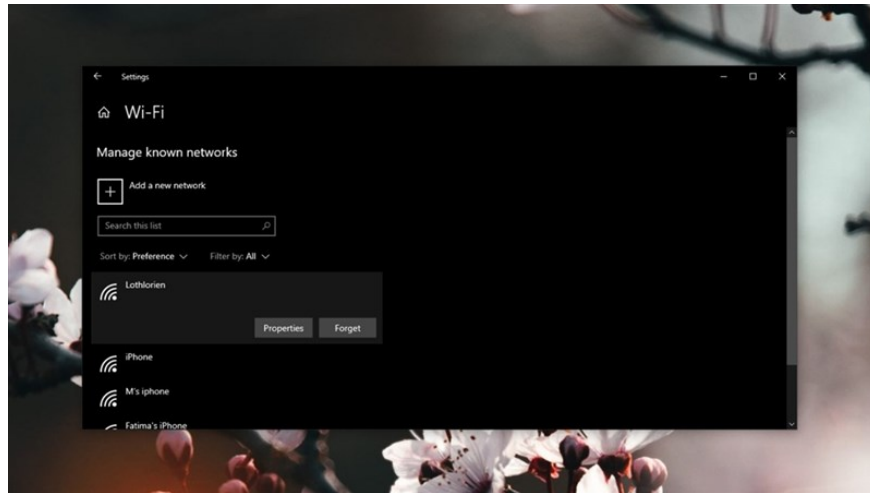 Settings
Wi-Fi
Manage known networks
Add a new network
Search this list
Sort by: Preference Filter by: All
Lothlorien
Properties Forget
iPhone
M's iphone
Fatima's iPhone